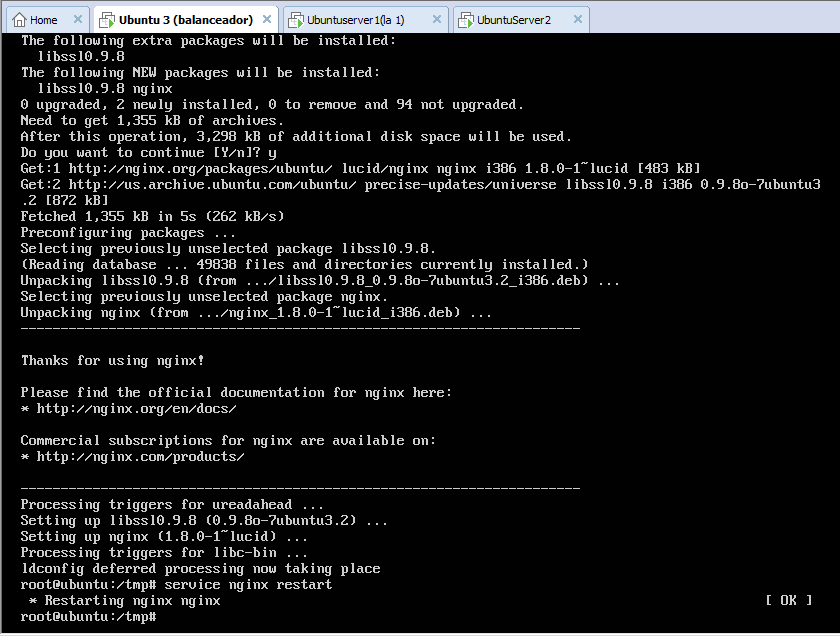 Home
Ubuntu 3 (balanceador)
Ubuntuserver1(la 1)
UbuntuServer2
The following extra packages will be installed:
libssl0.9.8
The following NEW packages will be installed:
libssl0.9.8 nginx
0 upgraded, 2 newly installed, 0 to remove and 94 not upgraded.
Need to get 1,355 kB of archives.
After this operation, 3,298 kB of additional disk space will be used.
Do you want to continue [Y/n]? y
Get:1 http://nginx.org/packages/ubuntu/ lucid/nginx nginx i386 1.8.0-1~lucid [483 kB]
Get:2 http://us.archive.ubuntu.com/ubuntu/ precise-updates/universe libssl0.9.8 i386 0.9.8o-7ubuntu3
.2 [872 kB]
Fetched 1,355 kB in 5s (262 kB/s)
Preconfiguring packages ...
Selecting previously unselected package libssl0.9.8.
(Reading database ... 49838 files and directories currently installed.)
Unpacking libssl0.9.8 (from .../libssl0.9.8_0.9.8o-7ubuntu3.2_i386.deb) ...
Selecting previously unselected package nginx.
Unpacking nginx (from .../nginx_1.8.0-1~lucid_i386.deb) ...
----------------------------------------------------------------------
Thanks for using nginx!
Please find the official documentation for nginx here:
* http://nginx.org/en/docs/
Commercial subscriptions for nginx are available on:
* http://nginx.com/products/
----------------------------------------------------------------------
Processing triggers for ureadahead ...
Setting up libssl0.9.8 (0.9.8o-7ubuntu3.2) ...
Setting up nginx (1.8.0-1~lucid) ...
Processing triggers for libc-bin ...
ldconfig deferred processing now taking place
root@ubuntu:/tmp# service nginx restart
* Restarting nginx nginx [ OK ]
root@ubuntu:/tmp#